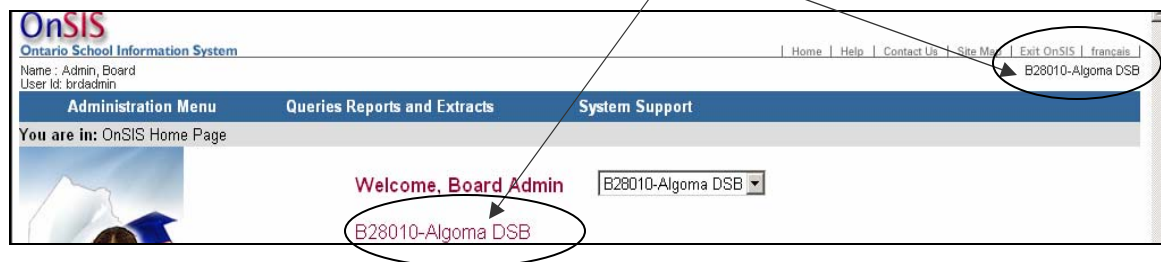 OnSIS
Ontario School Information System
| Home | Help | Contact Us | Site Map | Exit OnSIS | français |
Name : Admin, Board
B28010-Algoma DSB
User Id: brdadmin
Administration Menu Queries Reports and Extracts System Support
You are in: OnSIS Home Page
Welcome, Board Admin B28010-Algoma DSB
B28010-Algoma DSB